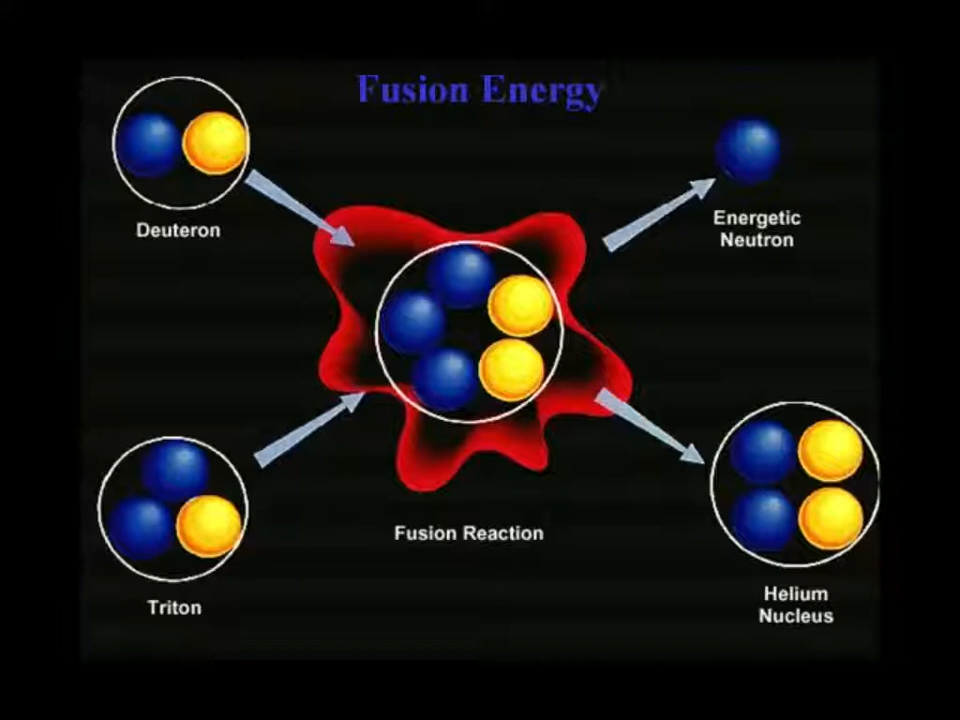 Fusion Energy
Deuteron
Energetic
Neutron
Fusion Reaction
Triton
Helium
Nucleus